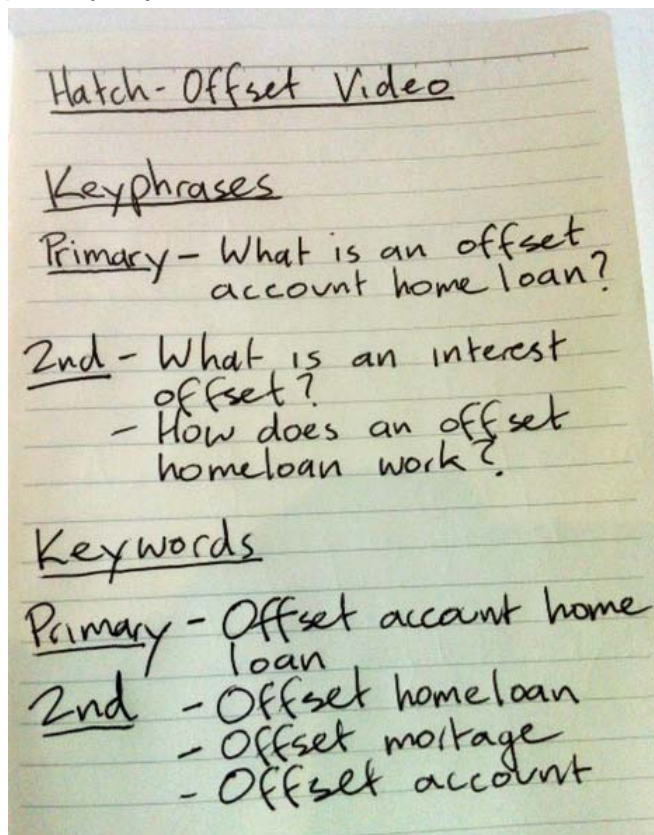 Hatch - Offset Video
Keyphrases
Primary - What is an offset
account home loan?
2nd - What is an interest
offset?
- How does an offset
homeloan work?
Keywords
Primary - Offset account home
loan
2nd - Offset homeloan
- Offset mortage
- Offset account